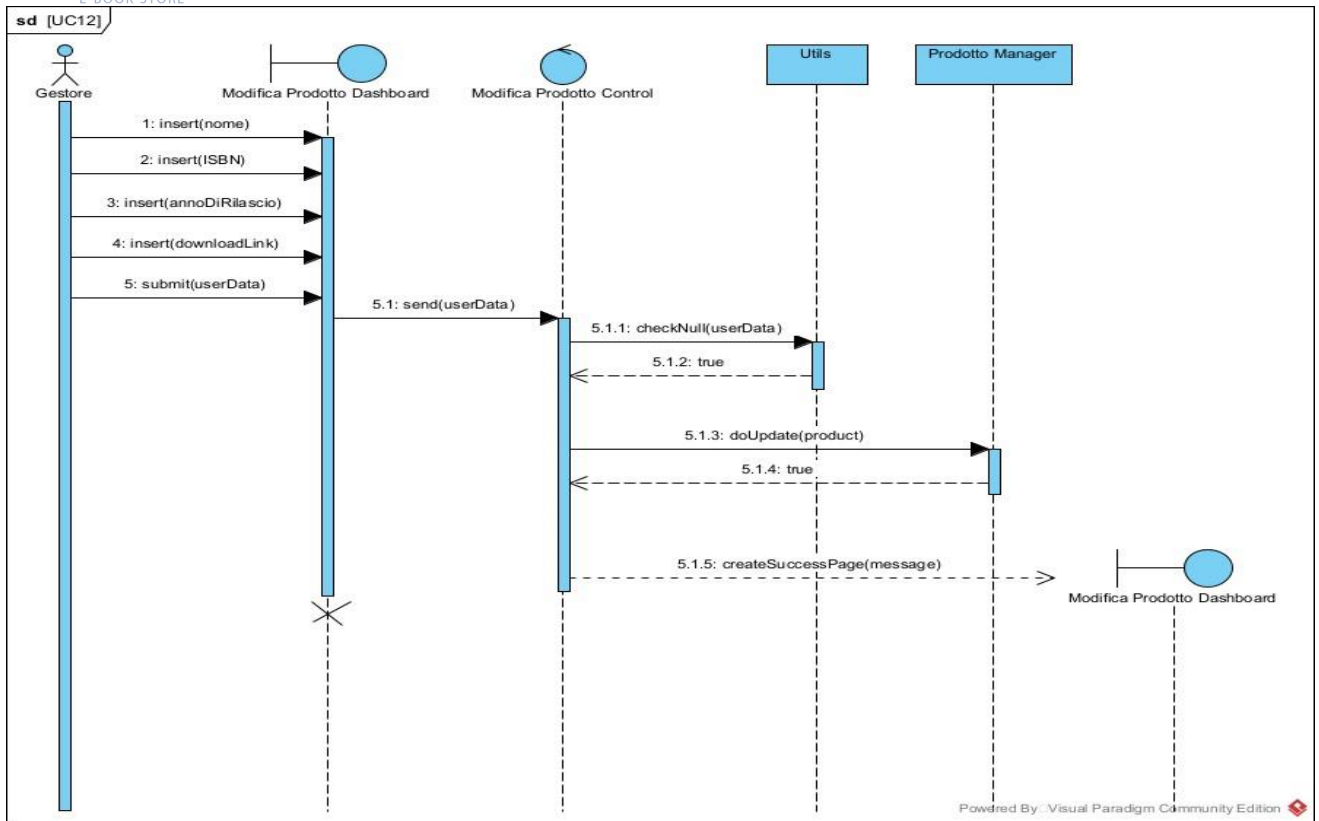 E-BOOK STORE
sd [UC12]
Utils
Prodotto Manager
Gestore
Modifica Prodotto Dashboard
Modifica Prodotto Control
1: insert(nome)
2: insert(ISBN)
3: insert(annoDiRilascio)
4: insert(downloadLink)
5: submit(userData)
5.1: send(userData)
5.1.1: checkNull(userData)
5.1.2: true
5.1.3: doUpdate(product)
5.1.4: true
5.1.5: createSuccessPage(message)
Modifica Prodotto Dashboard
Powered By Visual Paradigm Community Edition